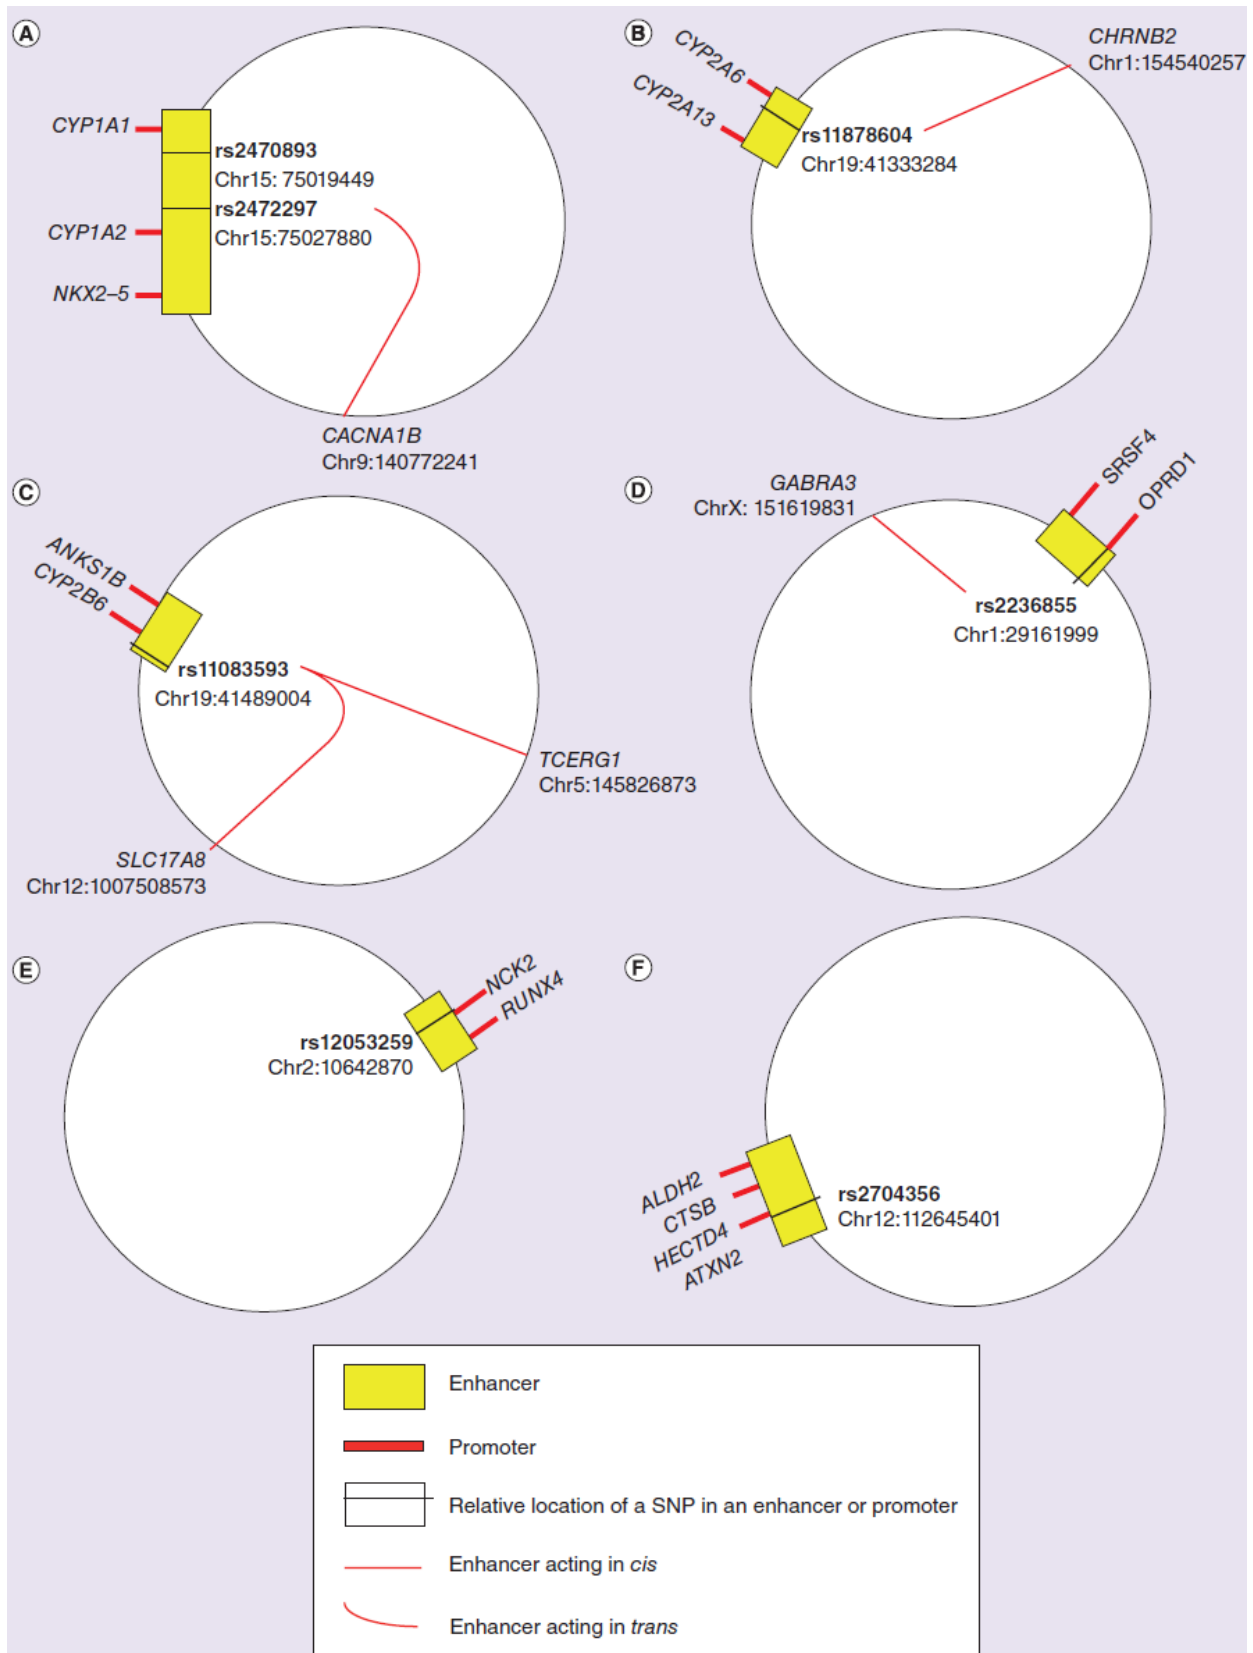 A
CYP1A1
rs2470893
Chr15: 75019449
rs2472297
Chr15:75027880
CYP1A2
NKX2–5
CACNA1B
Chr9:140772241
B
CYP2A6
CYP2A13
CHRNB2
Chr1:154540257
rs11878604
Chr19:41333284
C
ANKS1B
CYP2B6
rs11083593
Chr19:41489004
TCERG1
Chr5:145826873
SLC17A8
Chr12:1007508573
D
GABRA3
ChrX: 151619831
SRSF4
OPRD1
rs2236855
Chr1:29161999
E
NCK2
RUNX4
rs12053259
Chr2:10642870
F
ALDH2
CTSB
HECTD4
ATXN2
rs2704356
Chr12:112645401
Enhancer
Promoter
Relative location of a SNP in an enhancer or promoter
Enhancer acting in cis
Enhancer acting in trans